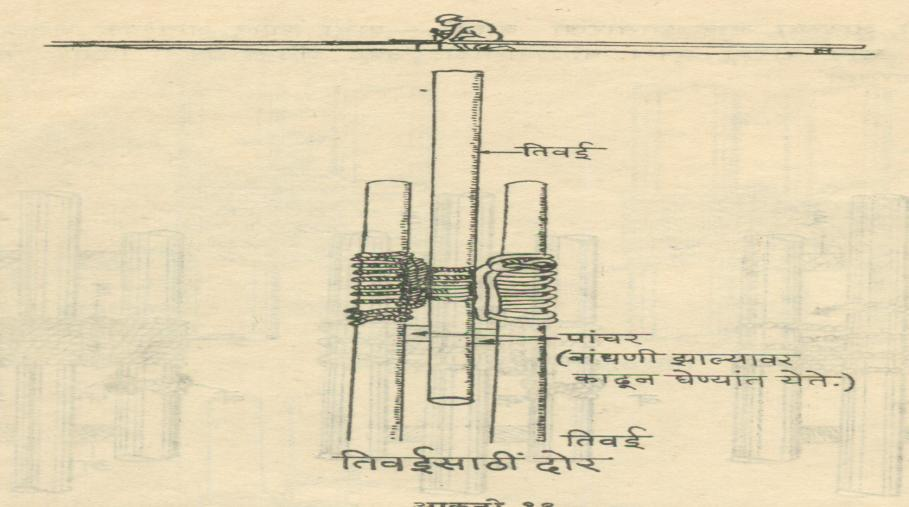 तिवई
पांचर
(बांधणी झाल्यावर
काढून घेण्यांत येते.)
तिवई
तिवईसाठीं दोर